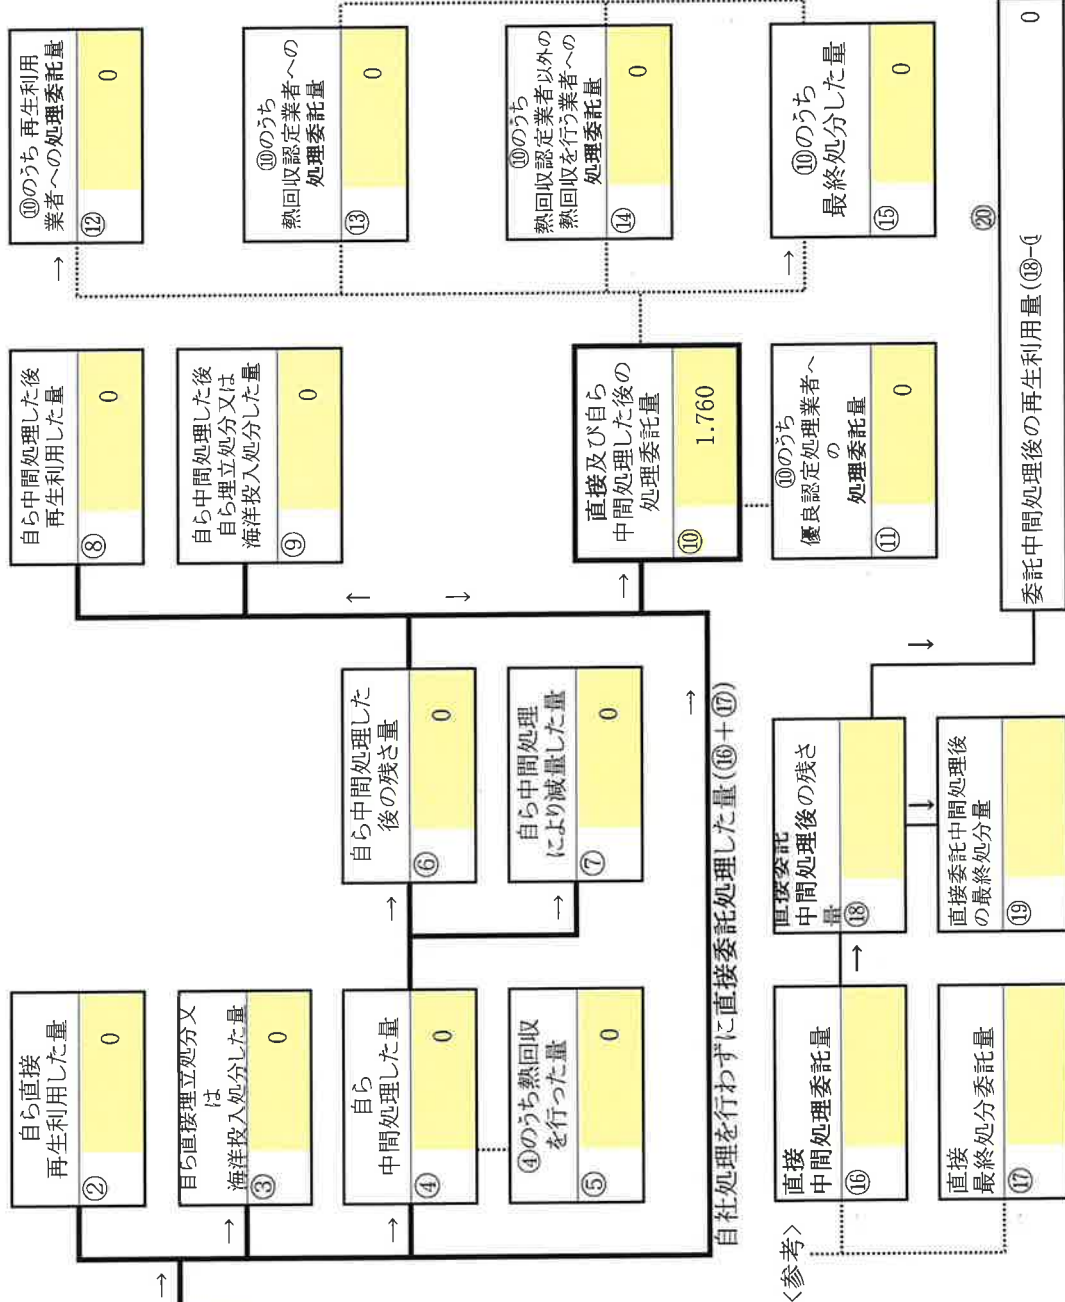 自ら直接
再生利用した量
②
0
自ら直接埋立処分又
は
海洋投入処分した量
③
0
自ら
中間処理した量
④
0
④のうち熱回収
を行った量
⑤
0
自ら中間処理した
後の残さ量
⑥
0
自ら中間処理
により減量した量
⑦
0
自ら中間処理した後
再生利用した量
⑧
0
自ら中間処理した後
自ら埋立処分又は
海洋投入処分した量
⑨
0
直接及び自ら
中間処理した後の
処理委託量
⑩
1.760
⑩のうち
優良認定処理業者へ
の
処理委託量
⑪
0
⑩のうち 再生利用
業者への処理委託量
⑫
0
⑩のうち
熱回収認定業者への
処理委託量
⑬
0
⑩のうち
熱回収認定業者以外の
熱回収を行う業者への
処理委託量
⑭
0
⑩のうち
最終処分した量
⑮
0
自社処理を行わずに直接委託処理した量(⑯+⑰)
<参考>
直接
中間処理委託量
⑯
直接
最終処分委託量
⑰
直接委託
中間処理後の残さ
量
⑱
直接委託中間処理後
の最終処分量
⑲
⑳
委託中間処理後の再生利用量(⑱-
0